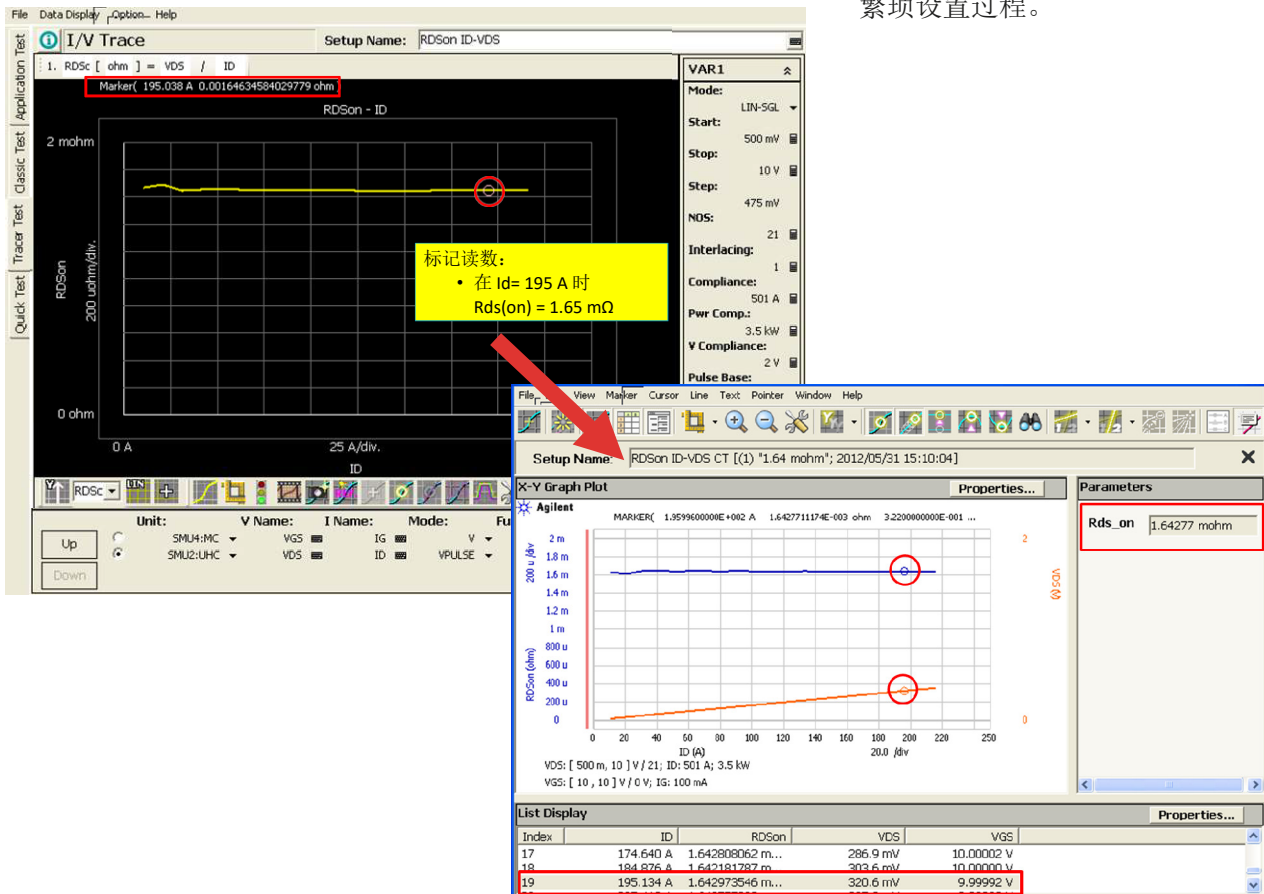 繁琐设置过程。
File Data Display Option Help
I/V Trace Setup Name: RDSon ID-VDS
Application Test
Classic Test
Tracer Test
Quick Test
1. RDSc [ ohm ] = VDS / ID
Marker( 195.038 A 0.00164634584029779 ohm )
RDSon - ID
2 mohm
RDSon
200 uohm/div.
0 ohm
0 A 25 A/div.
ID
标记读数：
• 在 Id= 195 A 时
Rds(on) = 1.65 mΩ
VAR1
Mode:
LIN-SGL
Start:
500 mV
Stop:
10 V
Step:
475 mV
NOS:
21
Interlacing:
1
Compliance:
501 A
Pwr Comp.:
3.5 kW
V Compliance:
2 V
Pulse Base:
RDSc
Unit: V Name: I Name: Mode: Fu
Up SMU4:MC VGS IG V
SMU2:UHC VDS ID VPULSE
Down
File View Marker Cursor Line Text Pointer Window Help
Setup Name: RDSon ID-VDS CT [(1) "1.64 mohm"; 2012/05/31 15:10:04]
X-Y Graph Plot Properties...
Agilent
MARKER( 1.9599600000E+002 A 1.6427711174E-003 ohm 3.2200000000E-001 ...
RDSon (ohm)
200 u /div
2 m
1.8 m
1.6 m
1.4 m
1.2 m
1 m
800 u
600 u
400 u
200 u
0
2
VDS (V)
0
0 20 40 60 80 100 120 140 160 180 200 220 250
ID (A) 20.0 /div
VDS: [ 500 m, 10 ] V / 21; ID: 501 A; 3.5 kW
VGS: [ 10 , 10 ] V / 0 V; IG: 100 mA
Parameters
Rds_on 1.64277 mohm
List Display Properties...
Index ID RDSon VDS VGS
17 174.640 A 1.642808062 m... 286.9 mV 10.00002 V
18 184.876 A 1.642181787 m... 303.6 mV 10.00000 V
19 195.134 A 1.642973546 m... 320.6 mV 9.99992 V